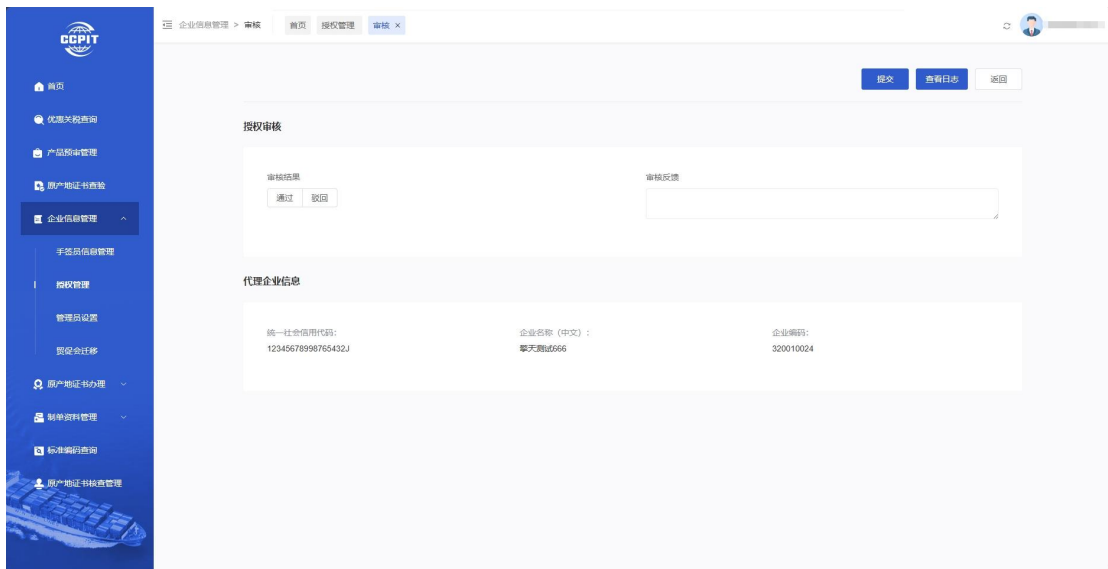 CCPIT
企业信息管理 > 审核
首页 授权管理 审核 ×
首页
优惠关税查询
产品预审管理
原产地证书查验
企业信息管理
手签员信息管理
授权管理
管理员设置
贸促会迁移
原产地证书办理
制单资料管理
标准编码查询
原产地证书核查管理
提交 查看日志 返回
授权审核
审核结果 审核反馈
通过 驳回
代理企业信息
统一社会信用代码: 企业名称（中文）: 企业编码:
12345678998765432J 擎天测试666 320010024